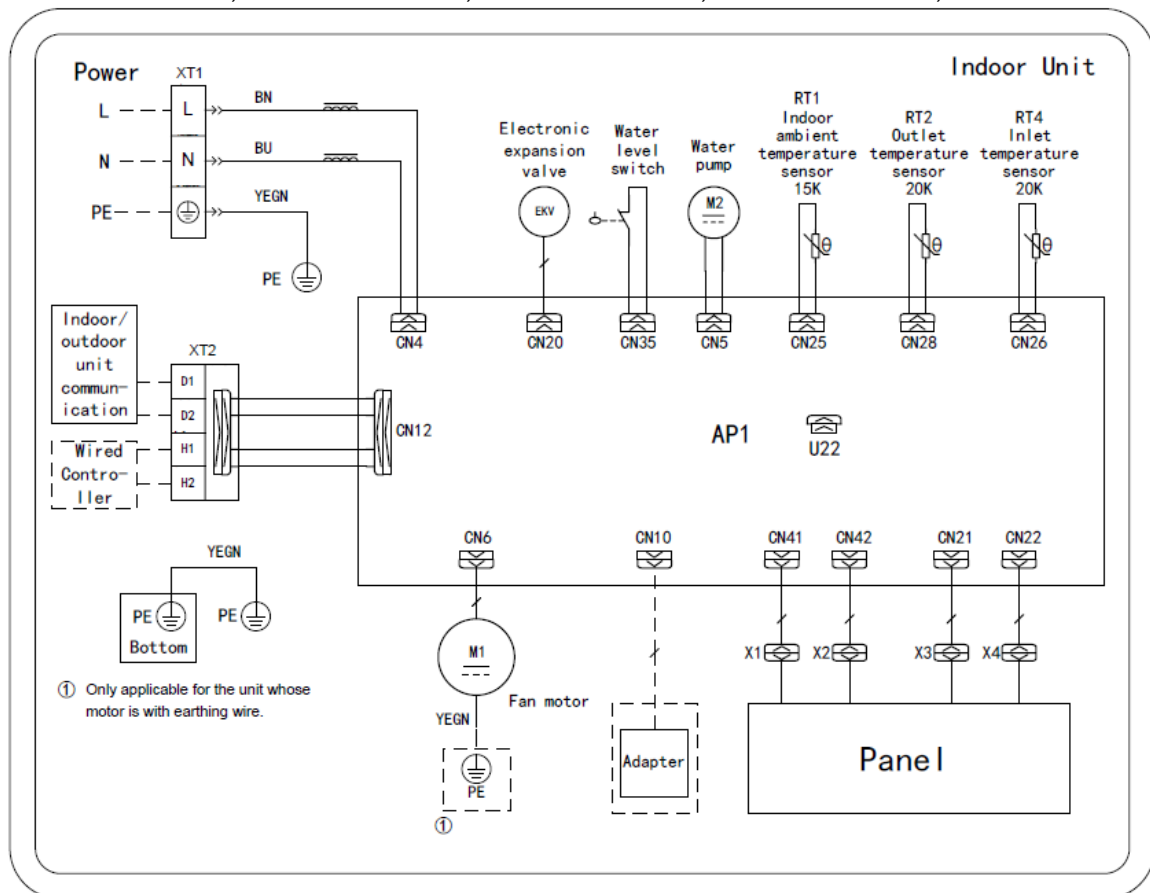 Power
XT1
Indoor Unit
L
L
BN
N
N
BU
PE
YEGN
PE
Electronic
expansion
valve
EKV
Water
level
switch
Water
pump
M2
RT1
Indoor
ambient
temperature
sensor
15K
θ
RT2
Outlet
temperature
sensor
20K
θ
RT4
Inlet
temperature
sensor
20K
θ
CN4
CN20
CN35
CN5
CN25
CN28
CN26
Indoor/
outdoor
unit
commun-
ication
XT2
D1
D2
H1
H2
Wired
Contro-
ller
CN12
AP1
U22
CN6
CN10
CN41
CN42
CN21
CN22
YEGN
PE
Bottom
PE
① Only applicable for the unit whose
motor is with earthing wire.
M1
Fan motor
YEGN
PE
①
Adapter
X1
X2
X3
X4
Panel